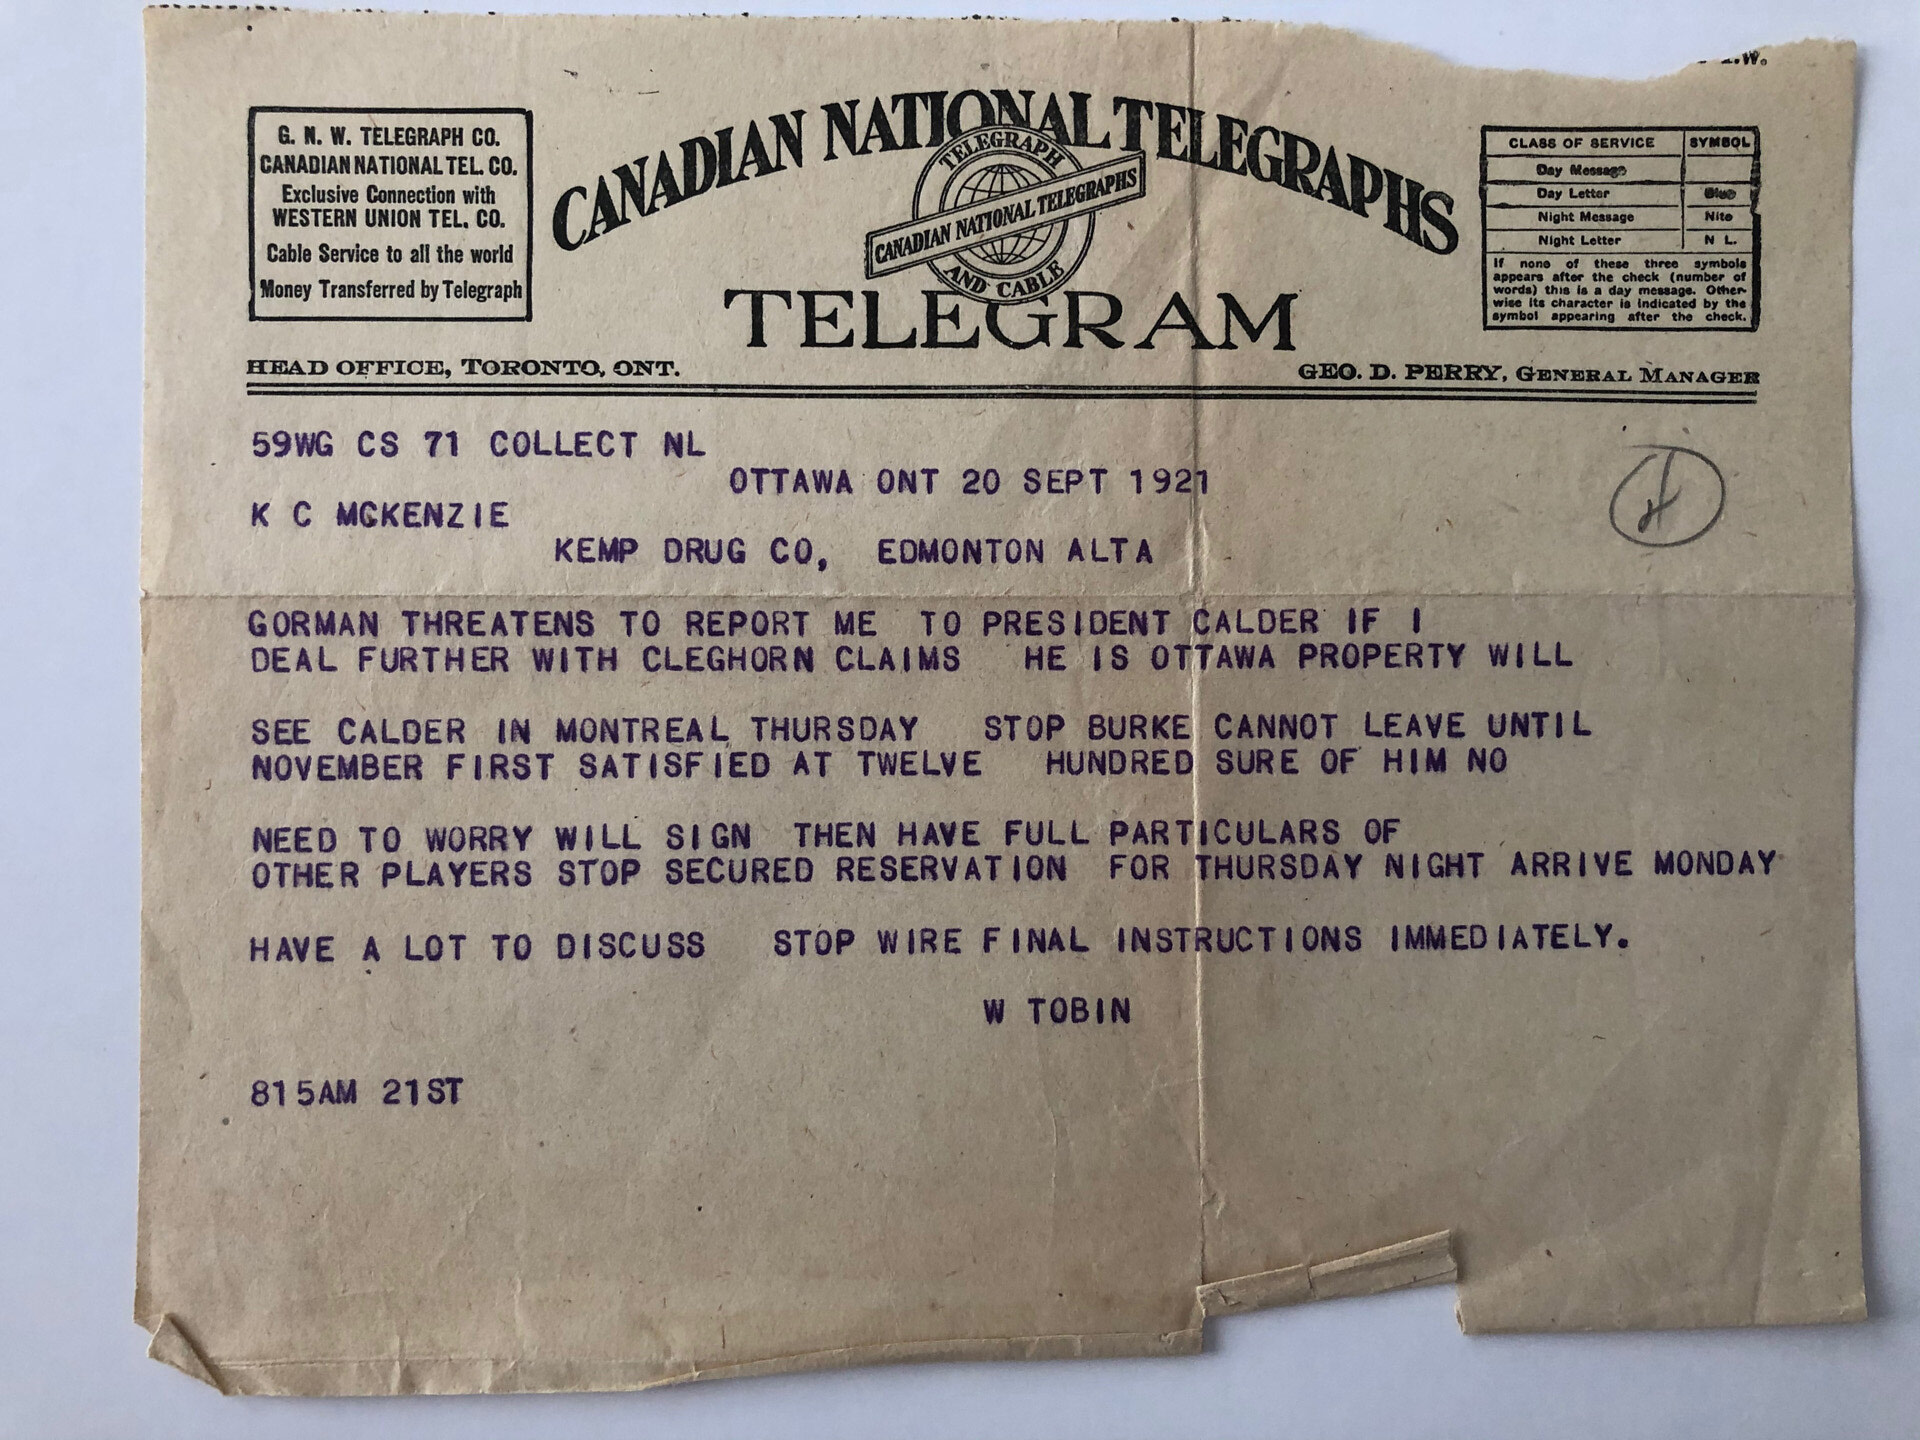 G. N. W. TELEGRAPH CO.
CANADIAN NATIONAL TEL. CO.
Exclusive Connection with
WESTERN UNION TEL. CO.
Cable Service to all the world
Money Transferred by Telegraph
CANADIAN NATIONAL TELEGRAPHS
TELEGRAPH
CANADIAN NATIONAL TELEGRAPHS
AND CABLE
TELEGRAM
CLASS OF SERVICE SYMBOL
Day Message
Day Letter Blue
Night Message Nite
Night Letter N L.
If none of these three symbols
appears after the check (number of
words) this is a day message. Other-
wise its character is indicated by the
symbol appearing after the check.
HEAD OFFICE, TORONTO, ONT.
GEO. D. PERRY, GENERAL MANAGER
59WG CS 71 COLLECT NL
OTTAWA ONT 20 SEPT 1921
K C MCKENZIE
KEMP DRUG CO, EDMONTON ALTA
GORMAN THREATENS TO REPORT ME TO PRESIDENT CALDER IF I
DEAL FURTHER WITH CLEGHORN CLAIMS HE IS OTTAWA PROPERTY WILL
SEE CALDER IN MONTREAL THURSDAY STOP BURKE CANNOT LEAVE UNTIL
NOVEMBER FIRST SATISFIED AT TWELVE HUNDRED SURE OF HIM NO
NEED TO WORRY WILL SIGN THEN HAVE FULL PARTICULARS OF
OTHER PLAYERS STOP SECURED RESERVATION FOR THURSDAY NIGHT ARRIVE MONDAY
HAVE A LOT TO DISCUSS STOP WIRE FINAL INSTRUCTIONS IMMEDIATELY.
W TOBIN
815AM 21ST